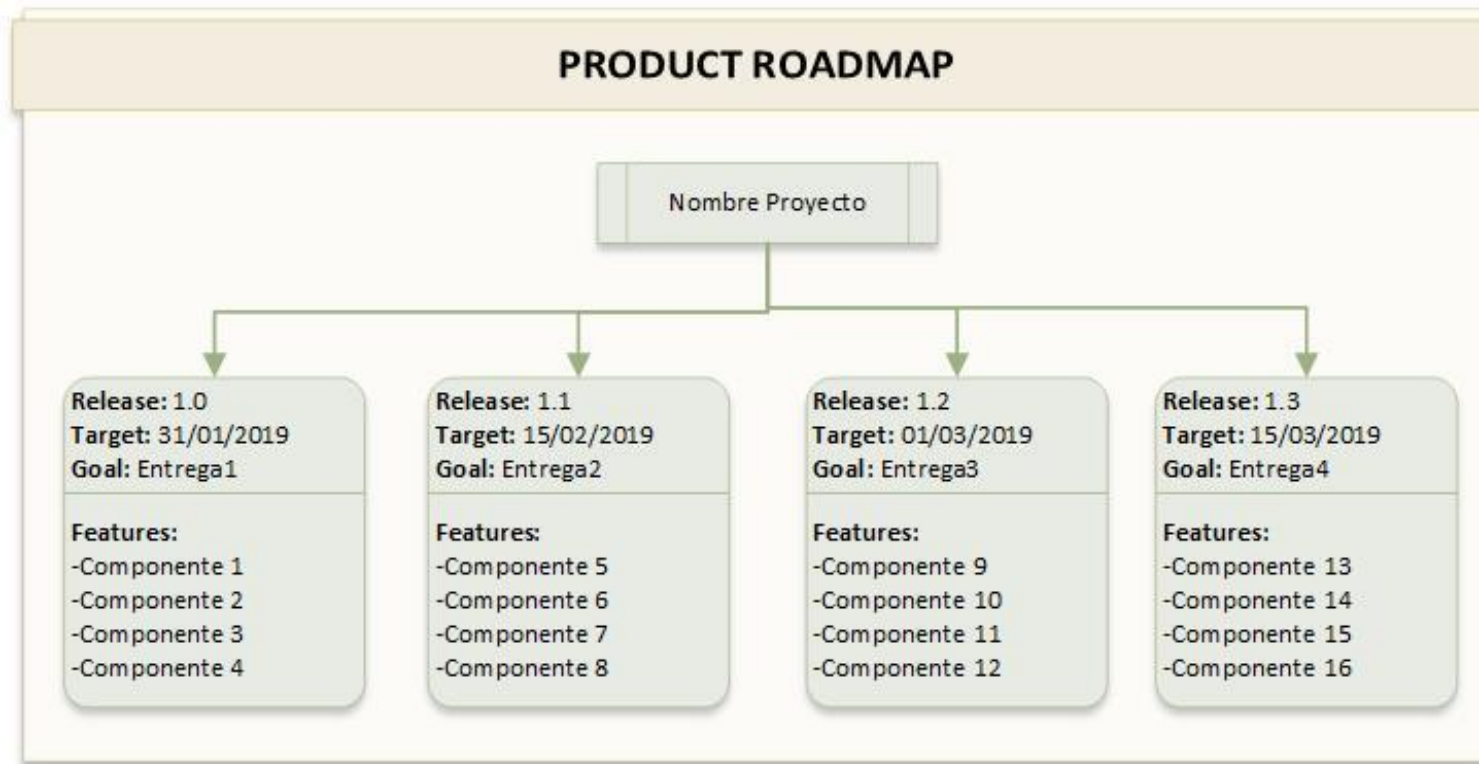 PRODUCT ROADMAP
Nombre Proyecto
Release: 1.0
Target: 31/01/2019
Goal: Entrega1
Features:
-Componente 1
-Componente 2
-Componente 3
-Componente 4
Release: 1.1
Target: 15/02/2019
Goal: Entrega2
Features:
-Componente 5
-Componente 6
-Componente 7
-Componente 8
Release: 1.2
Target: 01/03/2019
Goal: Entrega3
Features:
-Componente 9
-Componente 10
-Componente 11
-Componente 12
Release: 1.3
Target: 15/03/2019
Goal: Entrega4
Features:
-Componente 13
-Componente 14
-Componente 15
-Componente 16